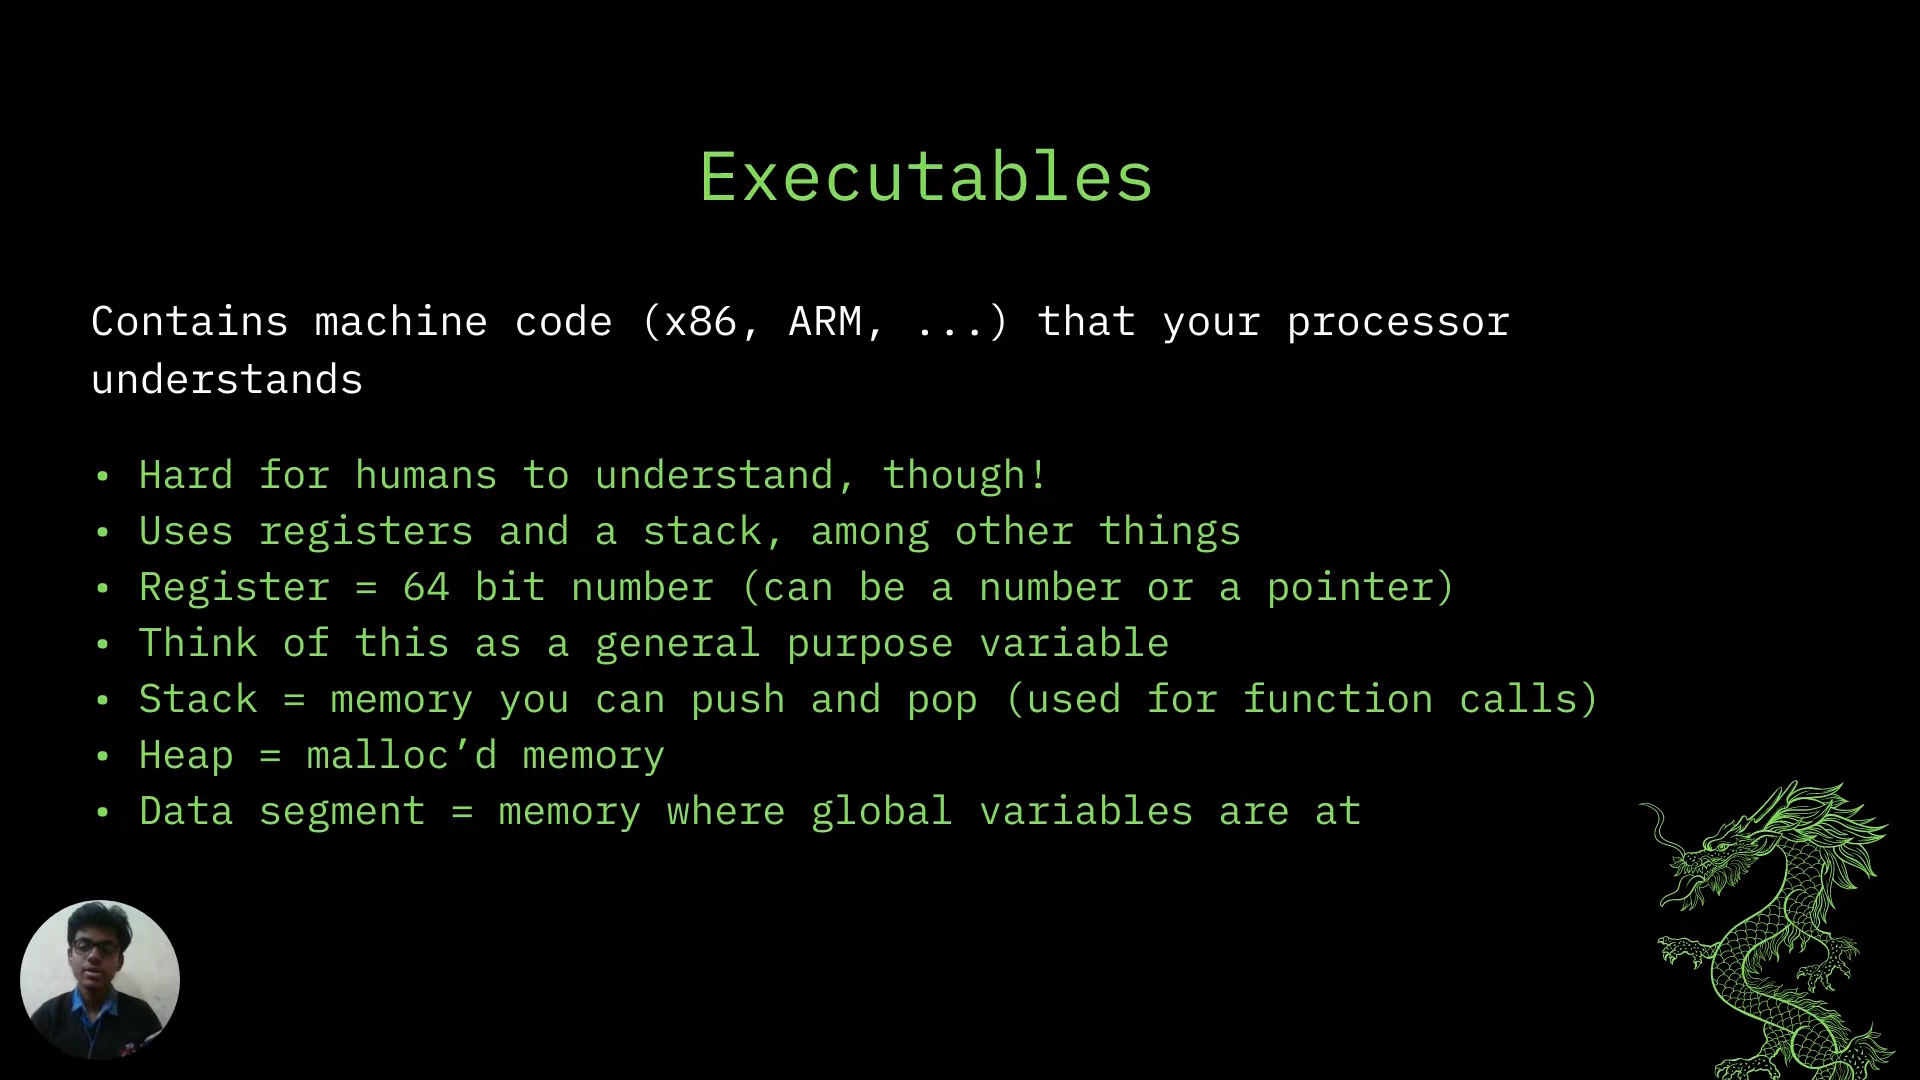 Executables
Contains machine code (x86, ARM, ...) that your processor
understands
• Hard for humans to understand, though!
• Uses registers and a stack, among other things
• Register = 64 bit number (can be a number or a pointer)
• Think of this as a general purpose variable
• Stack = memory you can push and pop (used for function calls)
• Heap = malloc’d memory
• Data segment = memory where global variables are at